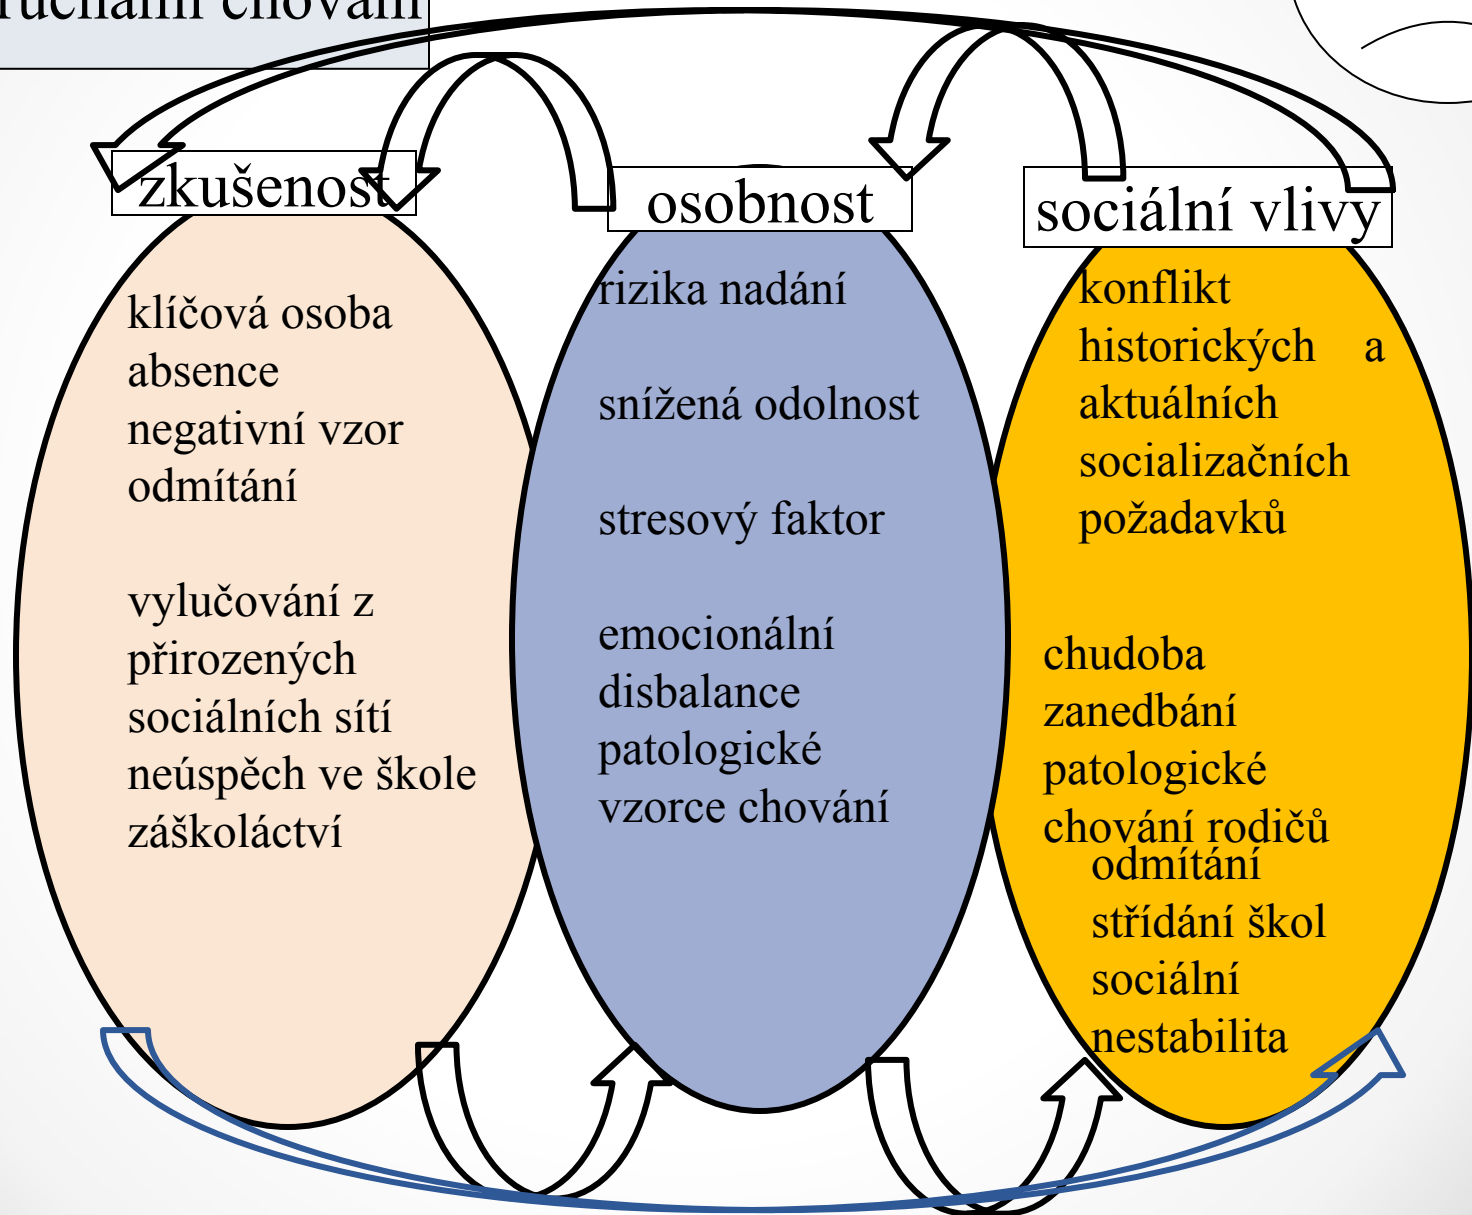 chování
zkušenost
osobnost
sociální vlivy
klíčová osoba
absence
negativní vzor
odmítání
vylučování z
přirozených
sociálních sítí
neúspěch ve škole
záškoláctví
rizika nadání
snížená odolnost
stresový faktor
emocionální
disbalance
patologické
vzorce chování
konflikt
historických a
aktuálních
socializačních
požadavků
chudoba
zanedbání
patologické
chování rodičů
odmítání
střídání škol
sociální
nestabilita